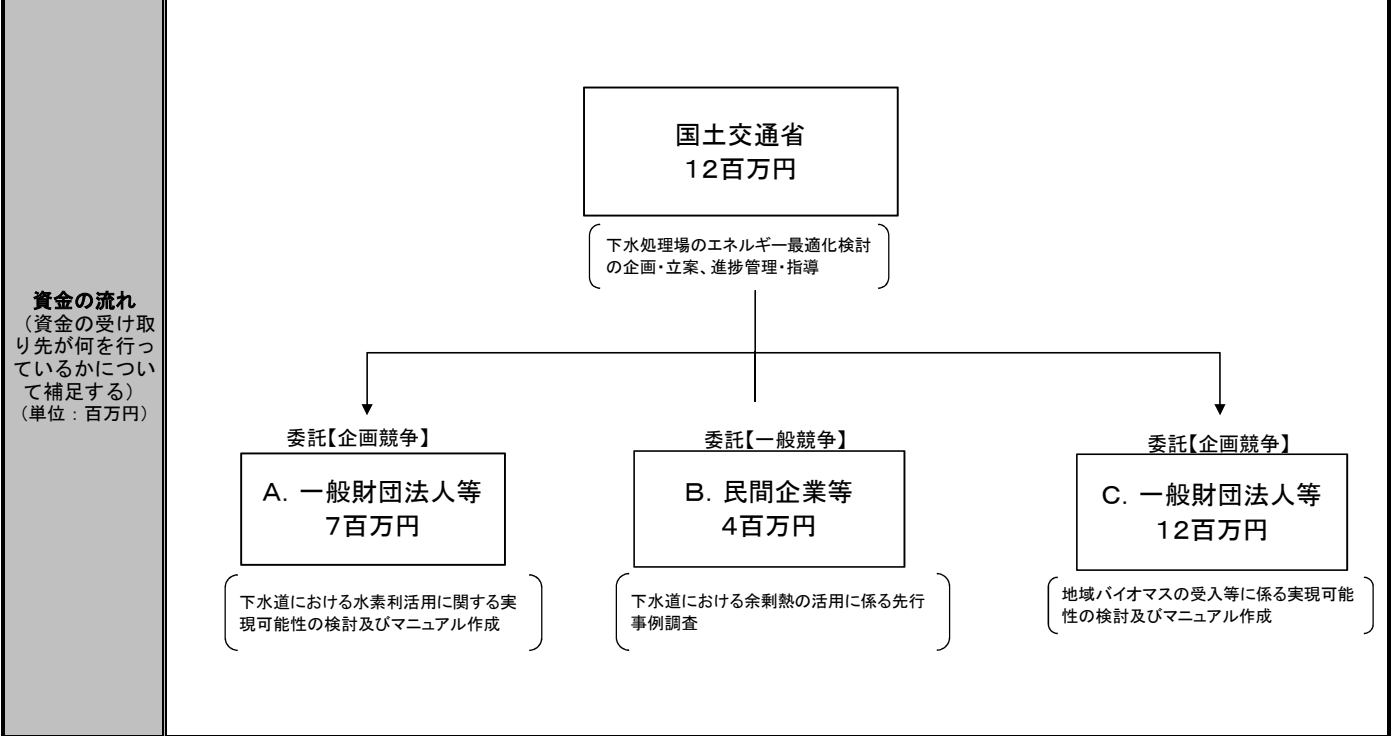 資金の流れ
（資金の受け取
り先が何を行っ
ているかについ
て補足する）
（単位：百万円）
国土交通省
１２百万円
下水処理場のエネルギー最適化検討
の企画・立案、進捗管理・指導
委託【企画競争】
A．一般財団法人等
７百万円
下水道における水素利活用に関する実
現可能性の検討及びマニュアル作成
委託【一般競争】
B．民間企業等
４百万円
下水道における余剰熱の活用に係る先行
事例調査
委託【企画競争】
C．一般財団法人等
１２百万円
地域バイオマスの受入等に係る実現可能
性の検討及びマニュアル作成